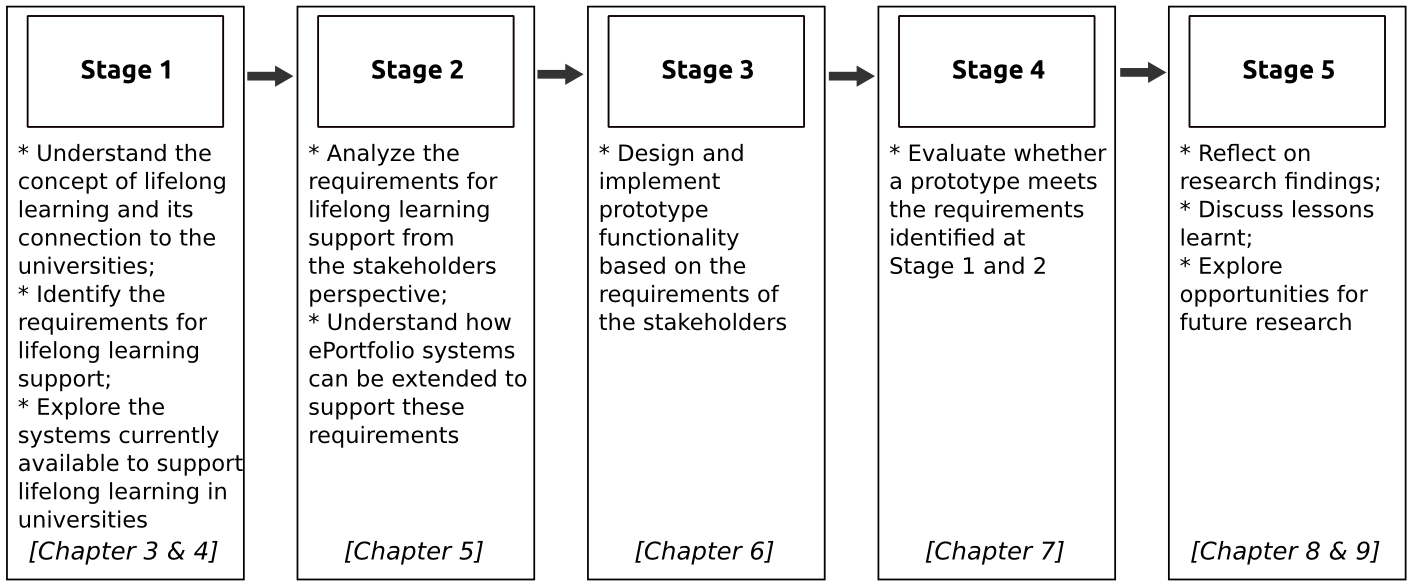 Stage 1
* Understand the
concept of lifelong
learning and its
connection to the
universities;
* Identify the
requirements for
lifelong learning
support;
* Explore the
systems currently
available to support
lifelong learning in
universities
[Chapter 3 & 4]
Stage 2
* Analyze the
requirements for
lifelong learning
support from
the stakeholders
perspective;
* Understand how
ePortfolio systems
can be extended to
support these
requirements
[Chapter 5]
Stage 3
* Design and
implement
prototype
functionality
based on the
requirements of
the stakeholders
[Chapter 6]
Stage 4
* Evaluate whether
a prototype meets
the requirements
identified at
Stage 1 and 2
[Chapter 7]
Stage 5
* Reflect on
research findings;
* Discuss lessons
learnt;
* Explore
opportunities for
future research
[Chapter 8 & 9]